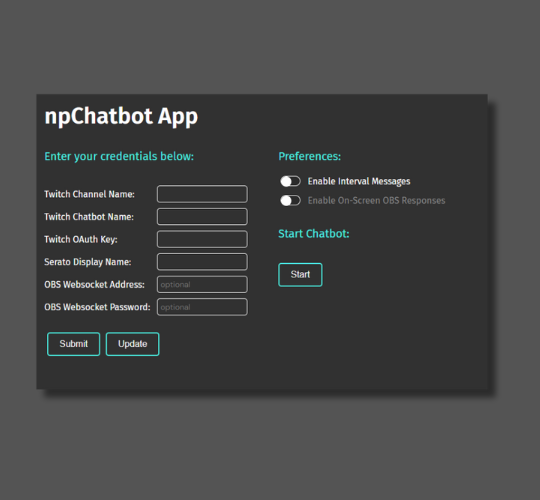 npChatbot App
Enter your credentials below:
Twitch Channel Name:
Twitch Chatbot Name:
Twitch OAuth Key:
Serato Display Name:
OBS Websocket Address: optional
OBS Websocket Password: optional
Submit Update
Preferences:
Enable Interval Messages
Enable On-Screen OBS Responses
Start Chatbot:
Start